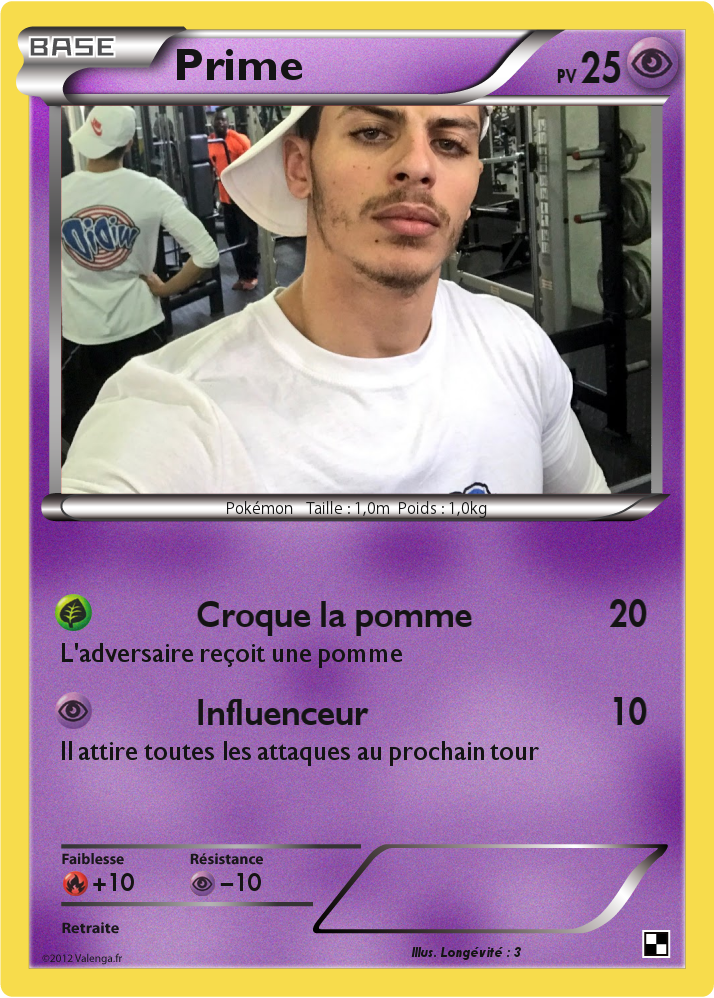 BASE
Prime
PV 25
DiDiW
Pokémon Taille : 1,0m Poids : 1,0kg
Croque la pomme 20
L'adversaire reçoit une pomme
Influenceur 10
Il attire toutes les attaques au prochain tour
Faiblesse Résistance
+10 −10
Retraite
©2012 Valenga.fr
Illus. Longévité : 3